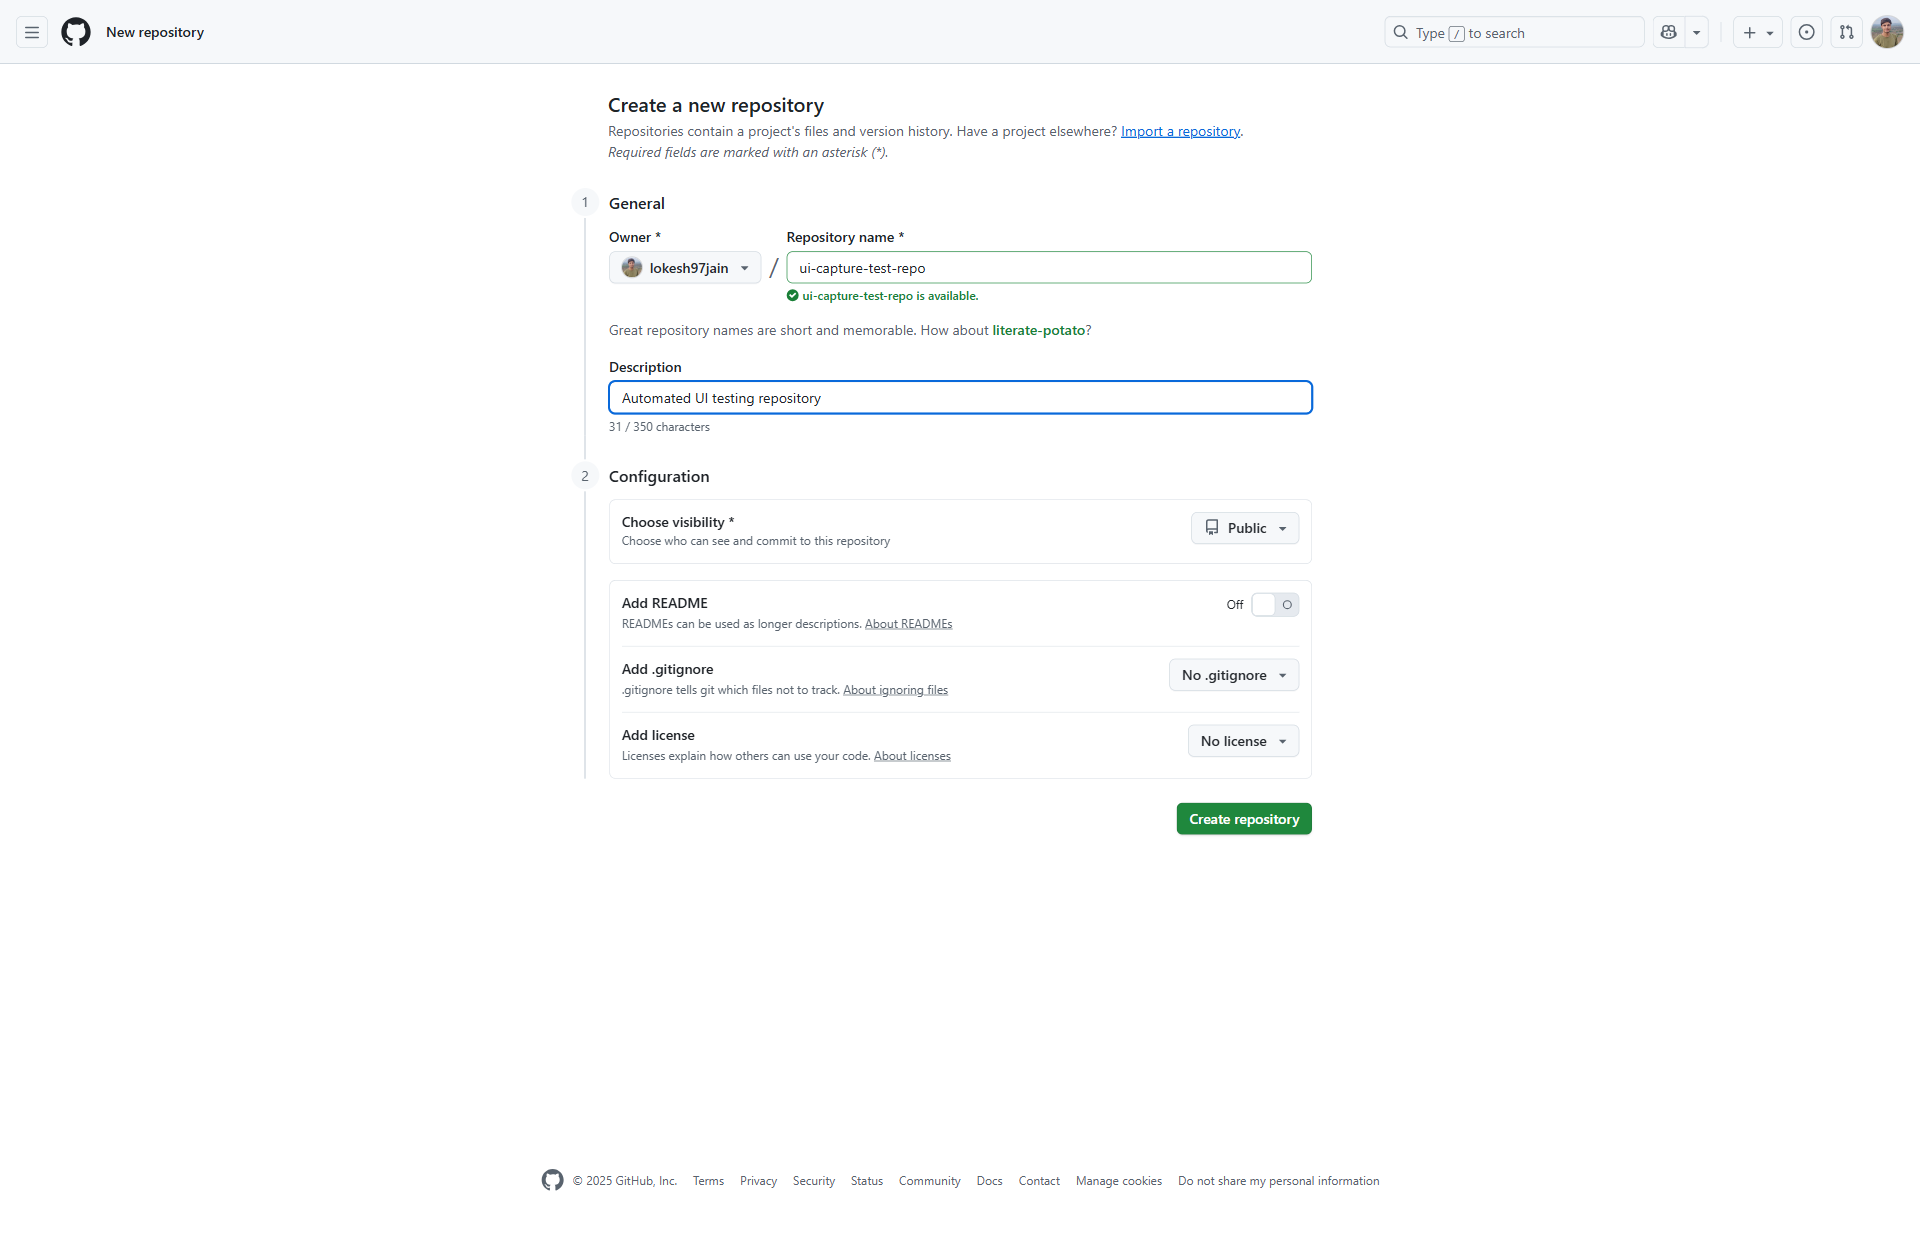 New repository
Type / to search
Create a new repository
Repositories contain a project's files and version history. Have a project elsewhere? Import a repository.
Required fields are marked with an asterisk (*).
1
General
Owner *
Repository name *
lokesh97jain
/
ui-capture-test-repo
ui-capture-test-repo is available.
Great repository names are short and memorable. How about literate-potato?
Description
Automated UI testing repository
31 / 350 characters
2
Configuration
Choose visibility *
Choose who can see and commit to this repository
Public
Add README
READMEs can be used as longer descriptions. About READMEs
Off
Add .gitignore
.gitignore tells git which files not to track. About ignoring files
No .gitignore
Add license
Licenses explain how others can use your code. About licenses
No license
Create repository
© 2025 GitHub, Inc. Terms Privacy Security Status Community Docs Contact Manage cookies Do not share my personal information